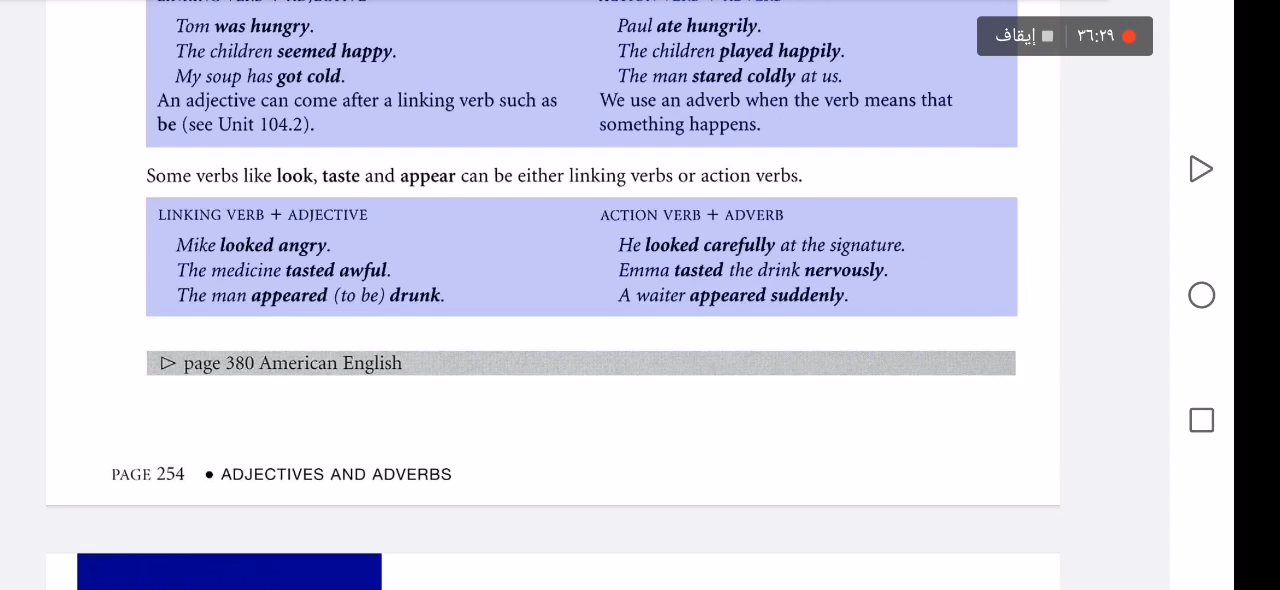 Tom was hungry.
Paul ate hungrily.
The children seemed happy.
The children played happily.
My soup has got cold.
The man stared coldly at us.
An adjective can come after a linking verb such as
be (see Unit 104.2).
We use an adverb when the verb means that
something happens.
إيقاف
٣٦:٢٩
Some verbs like look, taste and appear can be either linking verbs or action verbs.
LINKING VERB + ADJECTIVE
ACTION VERB + ADVERB
Mike looked angry.
He looked carefully at the signature.
The medicine tasted awful.
Emma tasted the drink nervously.
The man appeared (to be) drunk.
A waiter appeared suddenly.
▷ page 380 American English
PAGE 254 • ADJECTIVES AND ADVERBS